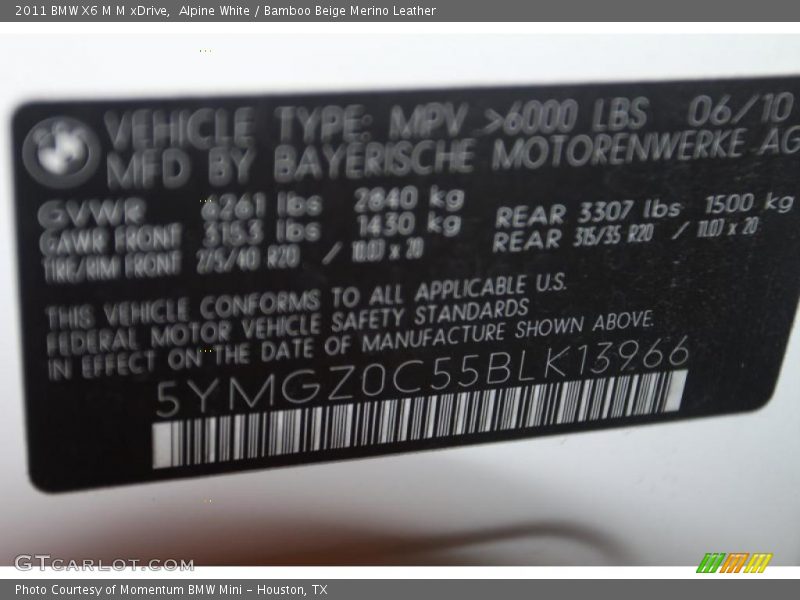 2011 BMW X6 M M xDrive,  Alpine White / Bamboo Beige Merino Leather
VEHICLE TYPE: MPV >6000 LBS 06/10
MFD BY BAYERISCHE MOTORENWERKE AG
GVWR 6261 lbs 2840 kg
GAWR FRONT 3153 lbs 1430 kg REAR 3307 lbs 1500 kg
TIRE/RIM FRONT 275/40 R20 / 10.0J x 20 REAR 315/35 R20 / 11.0J x 20
THIS VEHICLE CONFORMS TO ALL APPLICABLE U.S.
FEDERAL MOTOR VEHICLE SAFETY STANDARDS
IN EFFECT ON THE DATE OF MANUFACTURE SHOWN ABOVE.
5YMGZ0C55BLK13966
GTCARLOT.COM
Photo Courtesy of Momentum BMW Mini - Houston, TX